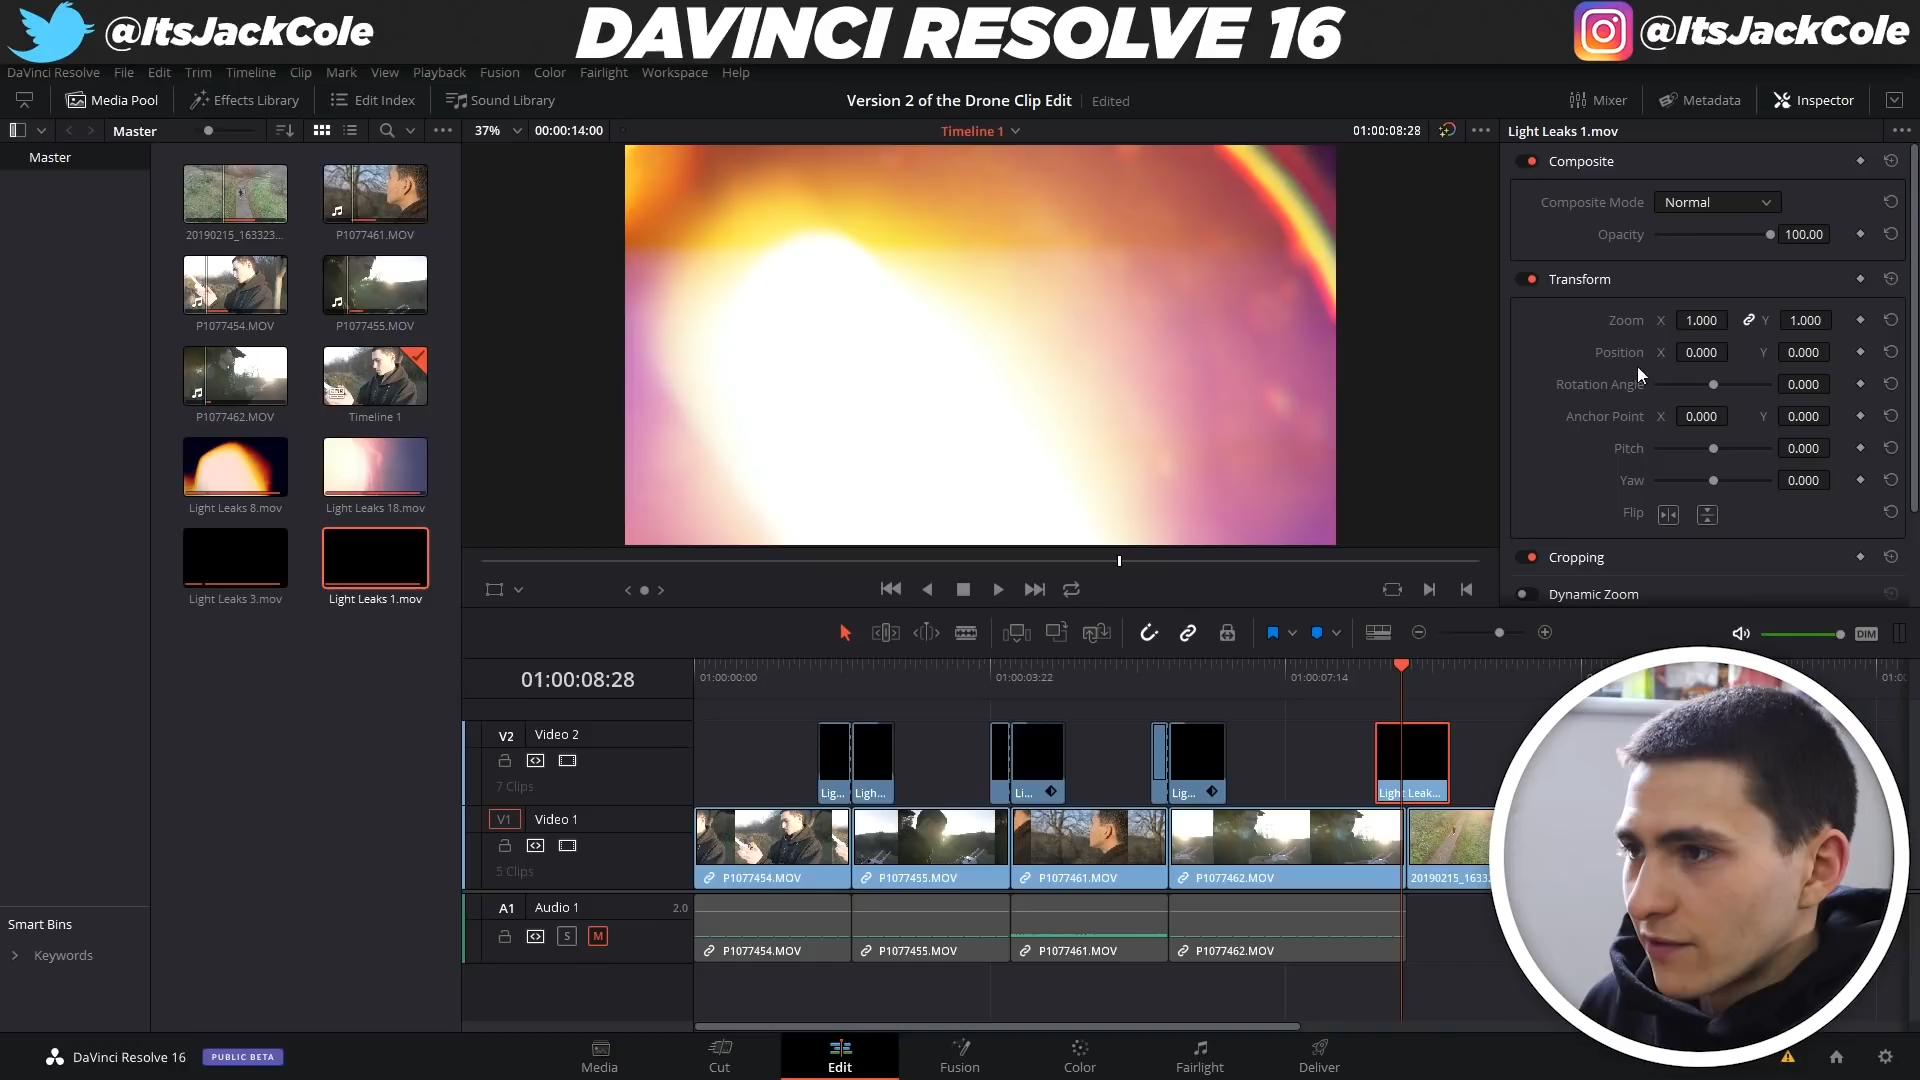 @ItsJackCole
DAVINCI RESOLVE 16
@ItsJackCole
DaVinci Resolve File Edit Trim Timeline Clip Mark View Playback Fusion Color Fairlight Workspace Help
Media Pool Effects Library Edit Index Sound Library
Version 2 of the Drone Clip Edit Edited
Mixer Metadata Inspector
Master
37% 00:00:14:00
Timeline 1
01:00:08:28
Light Leaks 1.mov
Master
20190215_163323...
P1077461.MOV
P1077454.MOV
P1077455.MOV
P1077462.MOV
Timeline 1
Light Leaks 8.mov
Light Leaks 18.mov
Light Leaks 3.mov
Light Leaks 1.mov
Composite
Composite Mode Normal
Opacity 100.00
Transform
Zoom X 1.000 Y 1.000
Position X 0.000 Y 0.000
Rotation Angle 0.000
Anchor Point X 0.000 Y 0.000
Pitch 0.000
Yaw 0.000
Flip
Cropping
Dynamic Zoom
DIM
01:00:08:28
01:00:00:00 01:00:03:22 01:00:07:14
V2 Video 2
7 Clips
Lig... Ligh... Li... Lig... Light Leak...
V1 Video 1
5 Clips
P1077454.MOV P1077455.MOV P1077461.MOV P1077462.MOV 20190215_1633
A1 Audio 1 2.0
S M
P1077454.MOV P1077455.MOV P1077461.MOV P1077462.MOV
Smart Bins
Keywords
DaVinci Resolve 16 PUBLIC BETA
Media Cut Edit Fusion Color Fairlight Deliver